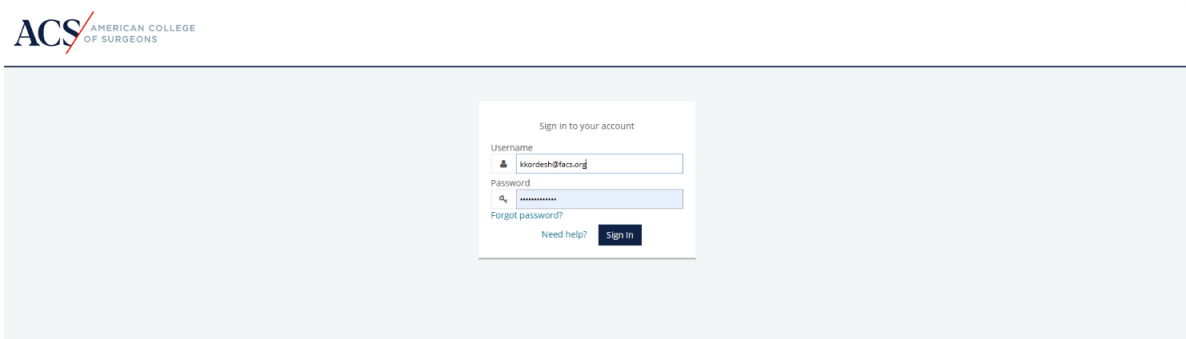 ACS AMERICAN COLLEGE
OF SURGEONS
Sign in to your account
Username
kkordesh@facs.org
Password
•••••••••••••
Forgot password?
Need help? Sign In